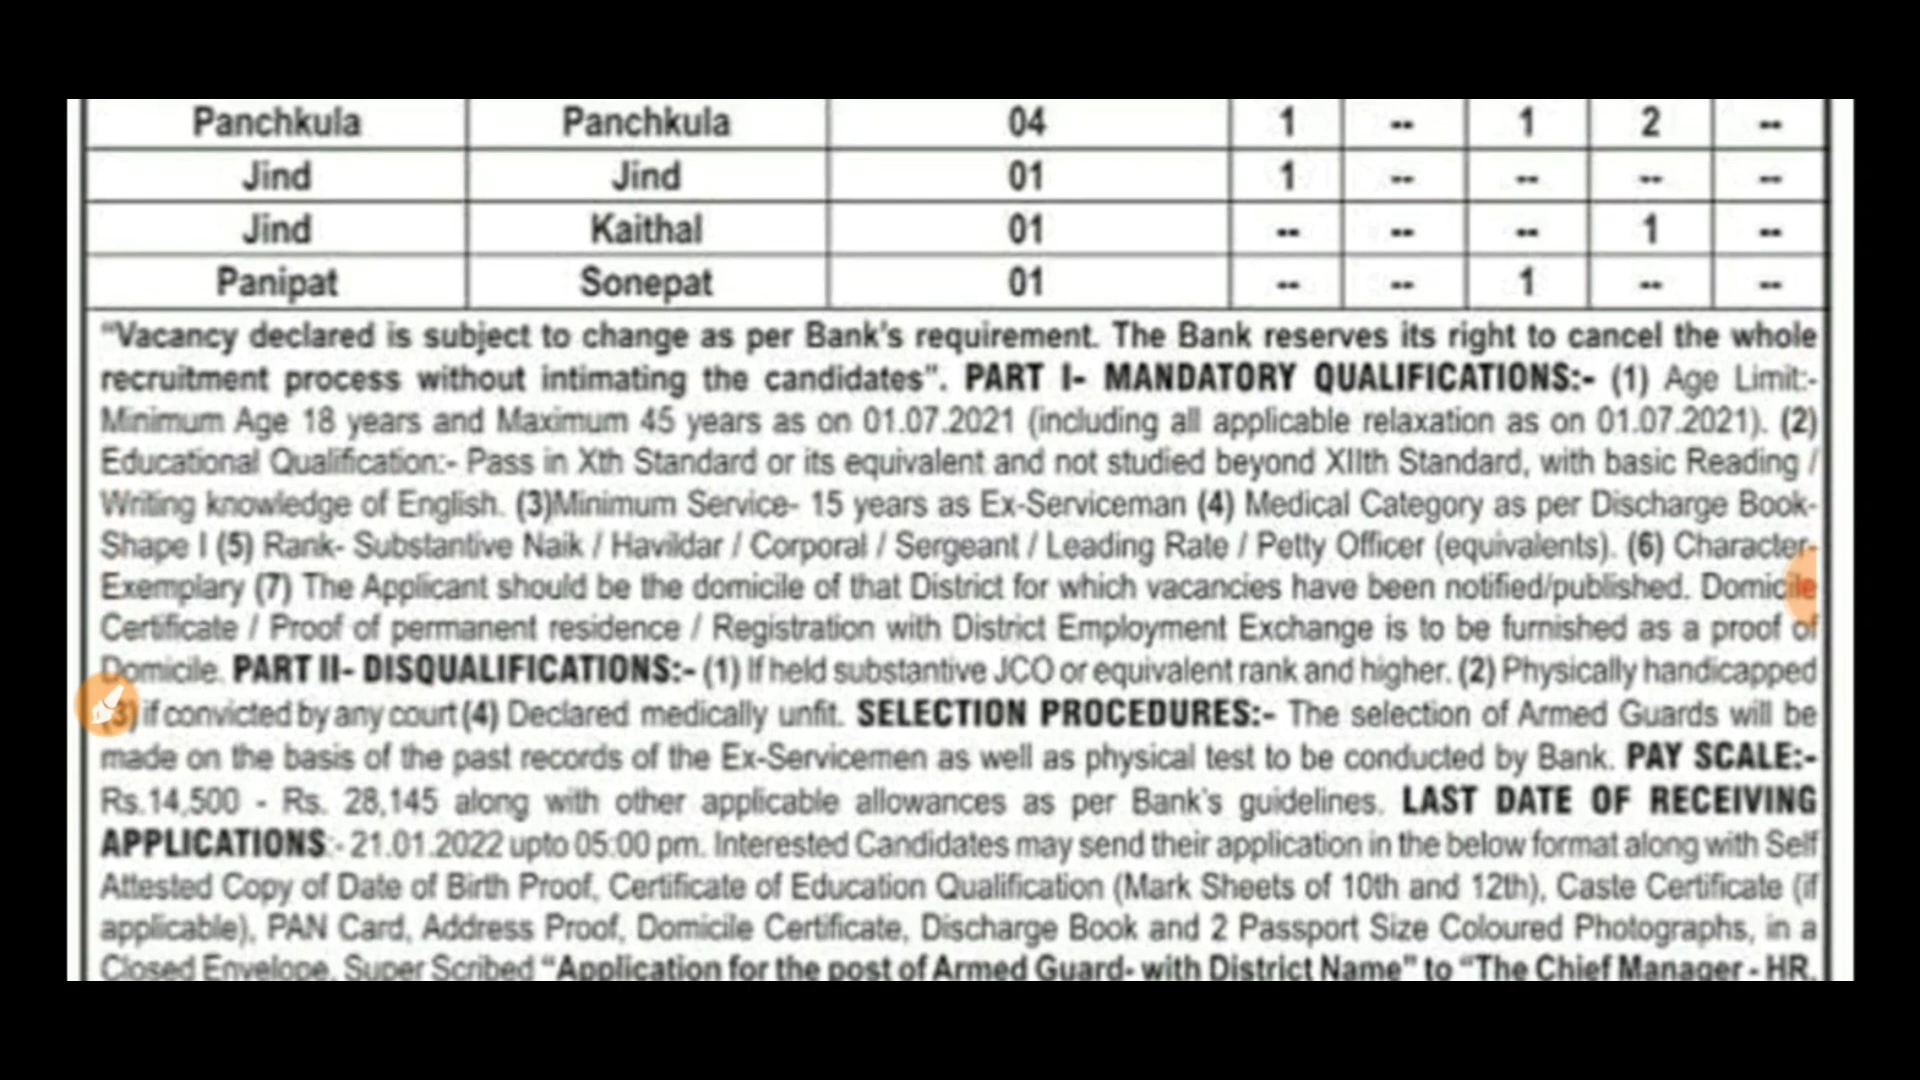 Panchkula Panchkula 04 1 -- 1 2 --
Jind Jind 01 1 -- -- -- --
Jind Kaithal 01 -- -- -- 1 --
Panipat Sonepat 01 -- -- 1 -- --
“Vacancy declared is subject to change as per Bank's requirement. The Bank reserves its right to cancel the whole
recruitment process without intimating the candidates”. PART I- MANDATORY QUALIFICATIONS:- (1) Age Limit:-
Minimum Age 18 years and Maximum 45 years as on 01.07.2021 (including all applicable relaxation as on 01.07.2021). (2)
Educational Qualification:- Pass in Xth Standard or its equivalent and not studied beyond XIIth Standard, with basic Reading /
Writing knowledge of English. (3)Minimum Service- 15 years as Ex-Serviceman (4) Medical Category as per Discharge Book-
Shape I (5) Rank- Substantive Naik / Havildar / Corporal / Sergeant / Leading Rate / Petty Officer (equivalents). (6) Character-
Exemplary (7) The Applicant should be the domicile of that District for which vacancies have been notified/published. Domicile
Certificate / Proof of permanent residence / Registration with District Employment Exchange is to be furnished as a proof of
Domicile. PART II- DISQUALIFICATIONS:- (1) If held substantive JCO or equivalent rank and higher. (2) Physically handicapped
(3) if convicted by any court (4) Declared medically unfit. SELECTION PROCEDURES:- The selection of Armed Guards will be
made on the basis of the past records of the Ex-Servicemen as well as physical test to be conducted by Bank. PAY SCALE:-
Rs.14,500 - Rs. 28,145 along with other applicable allowances as per Bank's guidelines. LAST DATE OF RECEIVING
APPLICATIONS:- 21.01.2022 upto 05:00 pm. Interested Candidates may send their application in the below format along with Self
Attested Copy of Date of Birth Proof, Certificate of Education Qualification (Mark Sheets of 10th and 12th), Caste Certificate (if
applicable), PAN Card, Address Proof, Domicile Certificate, Discharge Book and 2 Passport Size Coloured Photographs, in a
Closed Envelope, Super Scribed “Application for the post of Armed Guard- with District Name” to “The Chief Manager - HR,